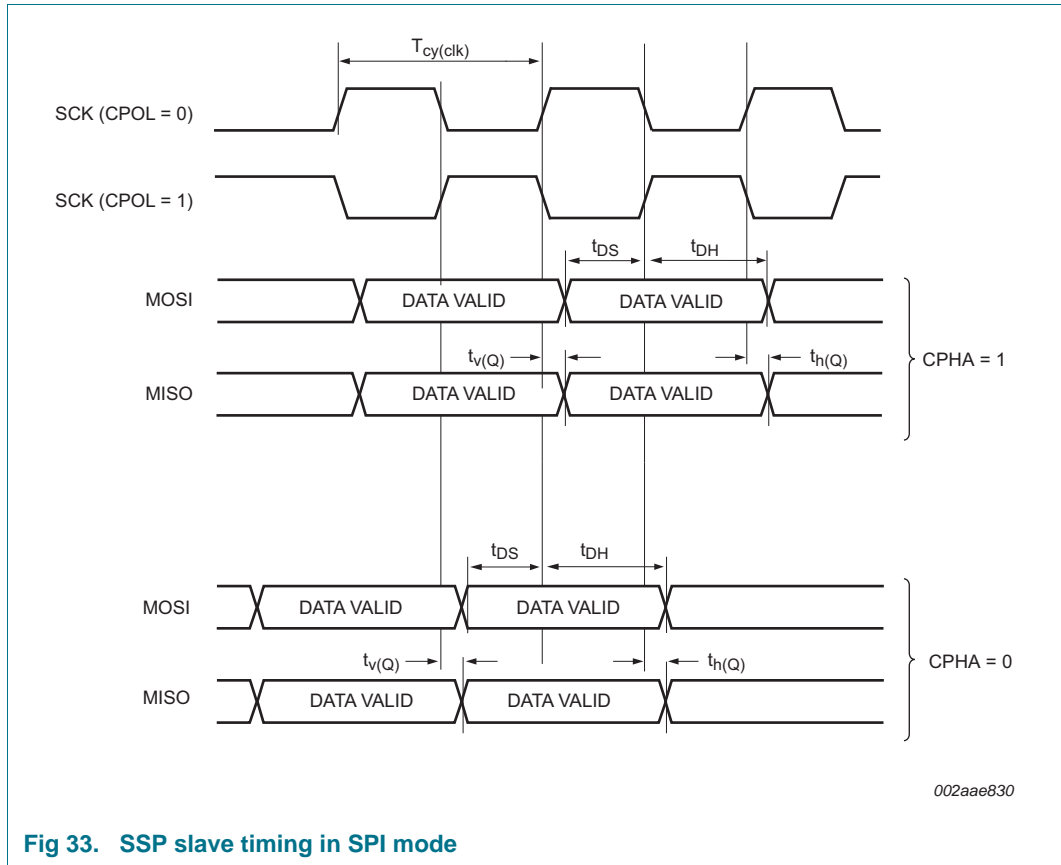 Tcy(clk)
SCK (CPOL = 0)
SCK (CPOL = 1)
tDS tDH
MOSI DATA VALID DATA VALID
tv(Q) th(Q)
CPHA = 1
MISO DATA VALID DATA VALID
tDS tDH
MOSI DATA VALID DATA VALID
tv(Q) th(Q)
CPHA = 0
MISO DATA VALID DATA VALID
002aae830
Fig 33. SSP slave timing in SPI mode